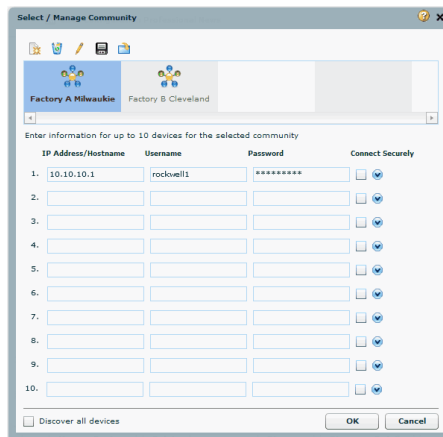 Select / Manage Community
Factory A Milwaukie
Factory B Cleveland
Enter information for up to 10 devices for the selected community
IP Address/Hostname Username Password Connect Securely
1. 10.10.10.1 rockwell1 *********
2.
3.
4.
5.
6.
7.
8.
9.
10.
Discover all devices
OK Cancel